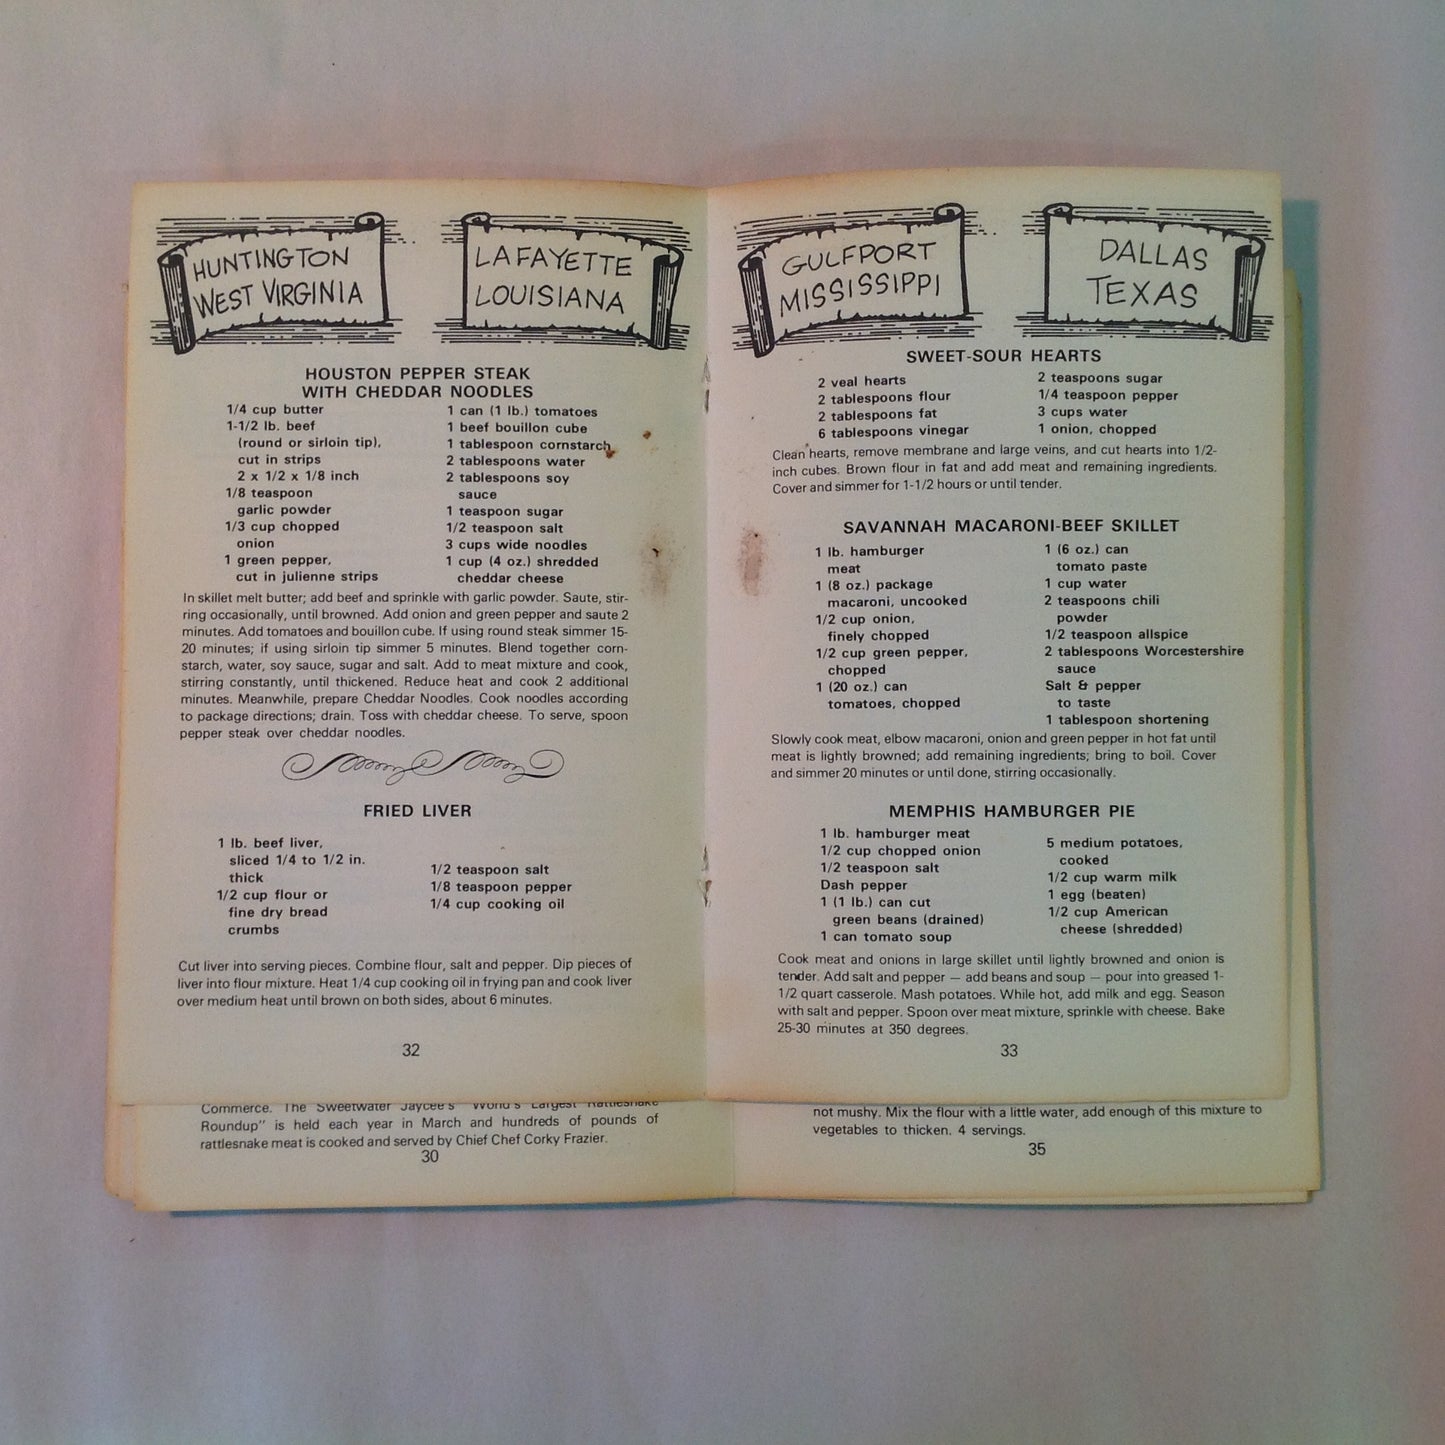 HUNTINGTON
WEST VIRGINIA
LAFAYETTE
LOUISIANA
HOUSTON PEPPER STEAK
WITH CHEDDAR NOODLES
1/4 cup butter
1-1/2 lb. beef
(round or sirloin tip),
cut in strips
2 x 1/2 x 1/8 inch
1/8 teaspoon
garlic powder
1/3 cup chopped
onion
1 green pepper,
cut in julienne strips
1 can (1 lb.) tomatoes
1 beef bouillon cube
1 tablespoon cornstarch
2 tablespoons water
2 tablespoons soy
sauce
1 teaspoon sugar
1/2 teaspoon salt
3 cups wide noodles
1 cup (4 oz.) shredded
cheddar cheese
In skillet melt butter; add beef and sprinkle with garlic powder. Saute, stir-
ring occasionally, until browned. Add onion and green pepper and saute 2
minutes. Add tomatoes and bouillon cube. If using round steak simmer 15-
20 minutes; if using sirloin tip simmer 5 minutes. Blend together corn-
starch, water, soy sauce, sugar and salt. Add to meat mixture and cook,
stirring constantly, until thickened. Reduce heat and cook 2 additional
minutes. Meanwhile, prepare Cheddar Noodles. Cook noodles according
to package directions; drain. Toss with cheddar cheese. To serve, spoon
pepper steak over cheddar noodles.
FRIED LIVER
1 lb. beef liver,
sliced 1/4 to 1/2 in.
thick
1/2 cup flour or
fine dry bread
crumbs
1/2 teaspoon salt
1/8 teaspoon pepper
1/4 cup cooking oil
Cut liver into serving pieces. Combine flour, salt and pepper. Dip pieces of
liver into flour mixture. Heat 1/4 cup cooking oil in frying pan and cook liver
over medium heat until brown on both sides, about 6 minutes.
32
Commerce. The Sweetwater Jaycee's "World's Largest Rattlesnake
Roundup" is held each year in March and hundreds of pounds of
rattlesnake meat is cooked and served by Chief Chef Corky Frazier.
30
GULFPORT
MISSISSIPPI
DALLAS
TEXAS
SWEET-SOUR HEARTS
2 veal hearts
2 tablespoons flour
2 tablespoons fat
6 tablespoons vinegar
2 teaspoons sugar
1/4 teaspoon pepper
3 cups water
1 onion, chopped
Clean hearts, remove membrane and large veins, and cut hearts into 1/2-
inch cubes. Brown flour in fat and add meat and remaining ingredients.
Cover and simmer for 1-1/2 hours or until tender.
SAVANNAH MACARONI-BEEF SKILLET
1 lb. hamburger
meat
1 (8 oz.) package
macaroni, uncooked
1/2 cup onion,
finely chopped
1/2 cup green pepper,
chopped
1 (20 oz.) can
tomatoes, chopped
1 (6 oz.) can
tomato paste
1 cup water
2 teaspoons chili
powder
1/2 teaspoon allspice
2 tablespoons Worcestershire
sauce
Salt & pepper
to taste
1 tablespoon shortening
Slowly cook meat, elbow macaroni, onion and green pepper in hot fat until
meat is lightly browned; add remaining ingredients; bring to boil. Cover
and simmer 20 minutes or until done, stirring occasionally.
MEMPHIS HAMBURGER PIE
1 lb. hamburger meat
1/2 cup chopped onion
1/2 teaspoon salt
Dash pepper
1 (1 lb.) can cut
green beans (drained)
1 can tomato soup
5 medium potatoes,
cooked
1/2 cup warm milk
1 egg (beaten)
1/2 cup American
cheese (shredded)
Cook meat and onions in large skillet until lightly browned and onion is
tender. Add salt and pepper — add beans and soup — pour into greased 1-
1/2 quart casserole. Mash potatoes. While hot, add milk and egg. Season
with salt and pepper. Spoon over meat mixture, sprinkle with cheese. Bake
25-30 minutes at 350 degrees.
33
not mushy. Mix the flour with a little water, add enough of this mixture to
vegetables to thicken. 4 servings.
35